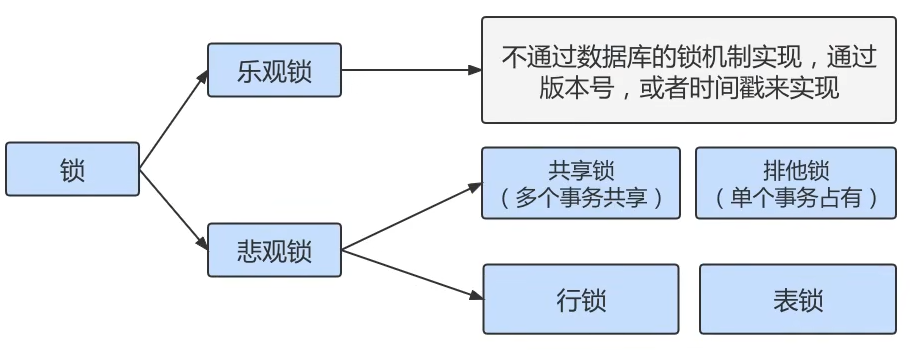 乐观锁
不通过数据库的锁机制实现，通过
版本号，或者时间戳来实现
锁
共享锁
（多个事务共享）
排他锁
（单个事务占有）
悲观锁
行锁
表锁